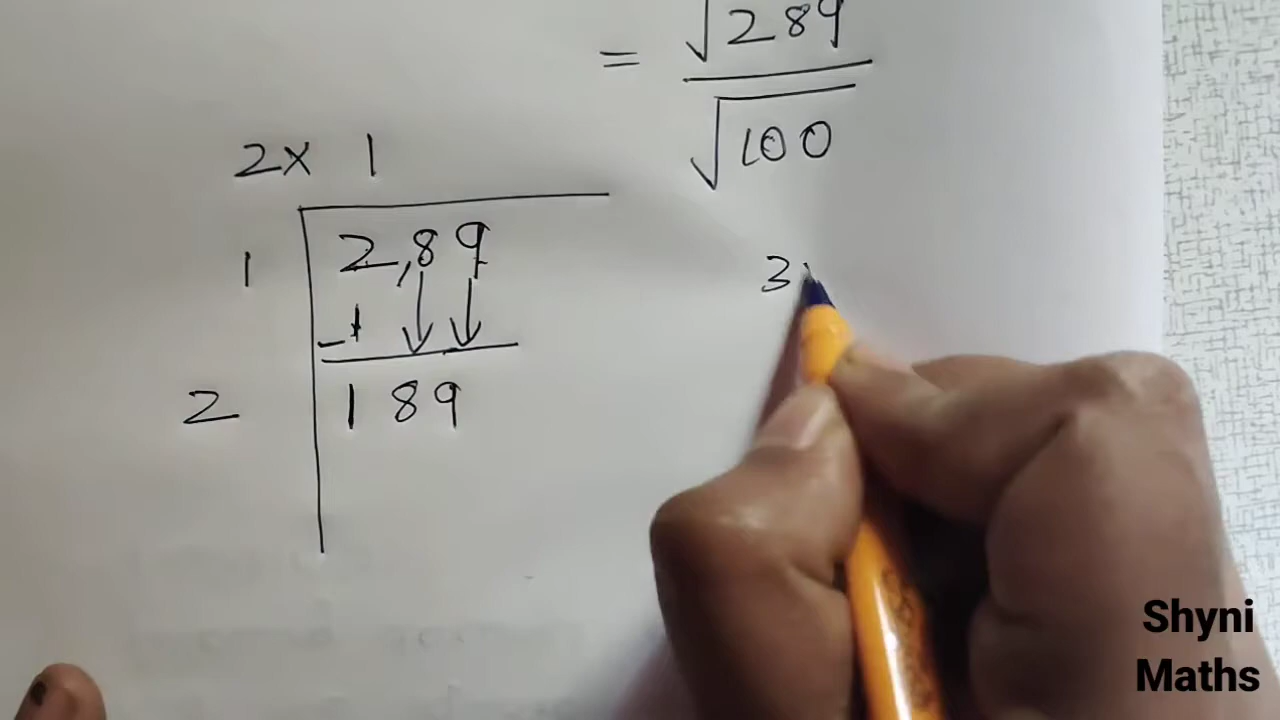 = √289
√100
2x 1
1 2,89
-1
2 189
3
Shyni
Maths